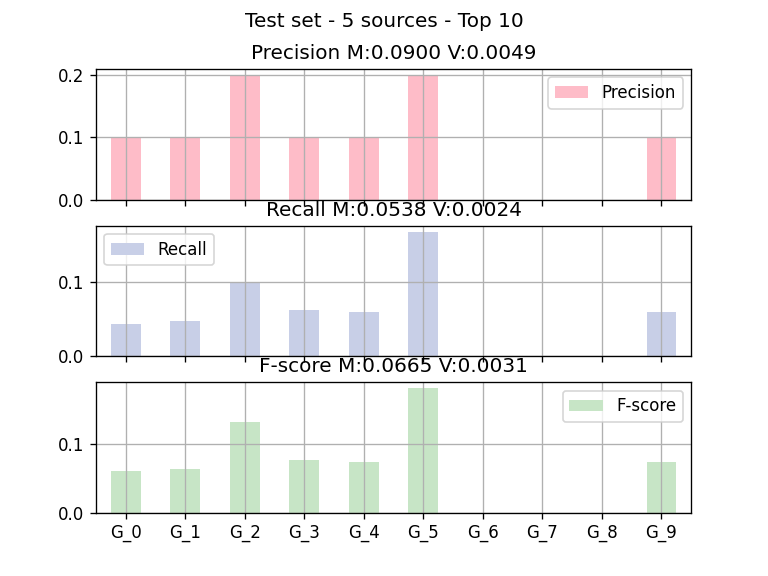 Test set - 5 sources - Top 10
Precision M:0.0900 V:0.0049
0.2
0.1
0.0
Precision
Recall M:0.0538 V:0.0024
0.1
0.0
Recall
F-score M:0.0665 V:0.0031
0.1
0.0
F-score
G_0 G_1 G_2 G_3 G_4 G_5 G_6 G_7 G_8 G_9